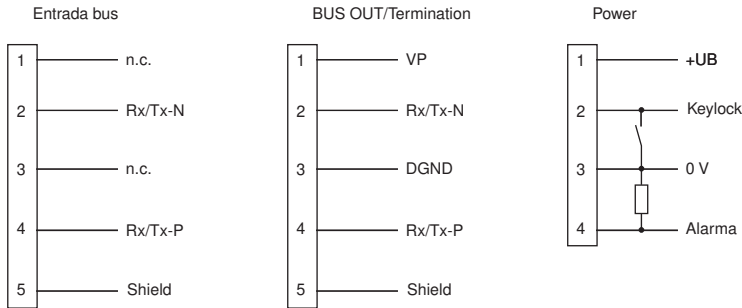 Entrada bus
1 n.c.
2 Rx/Tx-N
3 n.c.
4 Rx/Tx-P
5 Shield
BUS OUT/Termination
1 VP
2 Rx/Tx-N
3 DGND
4 Rx/Tx-P
5 Shield
Power
1 +UB
2 Keylock
3 0 V
4 Alarma